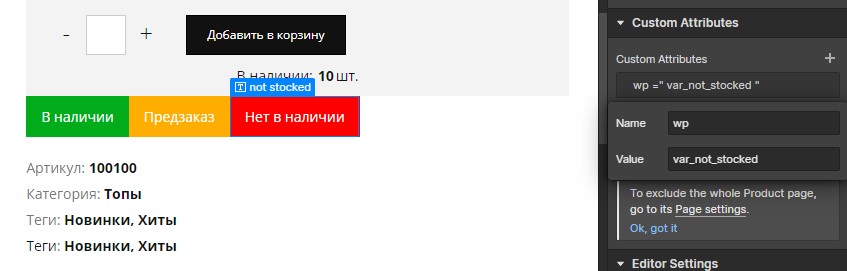 - + Добавить в корзину
В наличии: 10 шт.
not stocked
В наличии Предзаказ Нет в наличии
Артикул: 100100
Категория: Топы
Теги: Новинки, Хиты
Теги: Новинки, Хиты
Custom Attributes
Custom Attributes +
wp =" var_not_stocked "
Name wp
Value var_not_stocked
To exclude the whole Product page,
go to its Page settings.
Ok, got it
Editor Settings